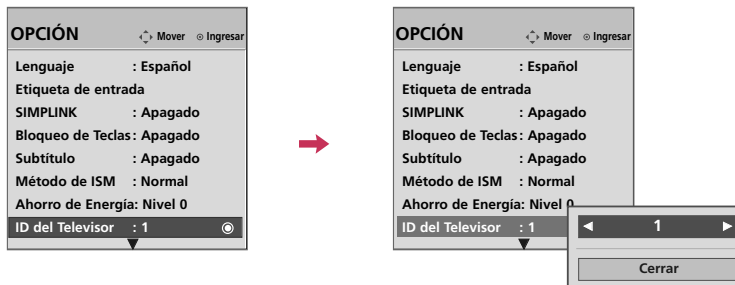 OPCIÓN Mover Ingresar
Lenguaje : Español
Etiqueta de entrada
SIMPLINK : Apagado
Bloqueo de Teclas : Apagado
Subtítulo : Apagado
Método de ISM : Normal
Ahorro de Energía: Nivel 0
ID del Televisor : 1
OPCIÓN Mover Ingresar
Lenguaje : Español
Etiqueta de entrada
SIMPLINK : Apagado
Bloqueo de Teclas : Apagado
Subtítulo : Apagado
Método de ISM : Normal
Ahorro de Energía: Nivel 0
ID del Televisor : 1
1
Cerrar